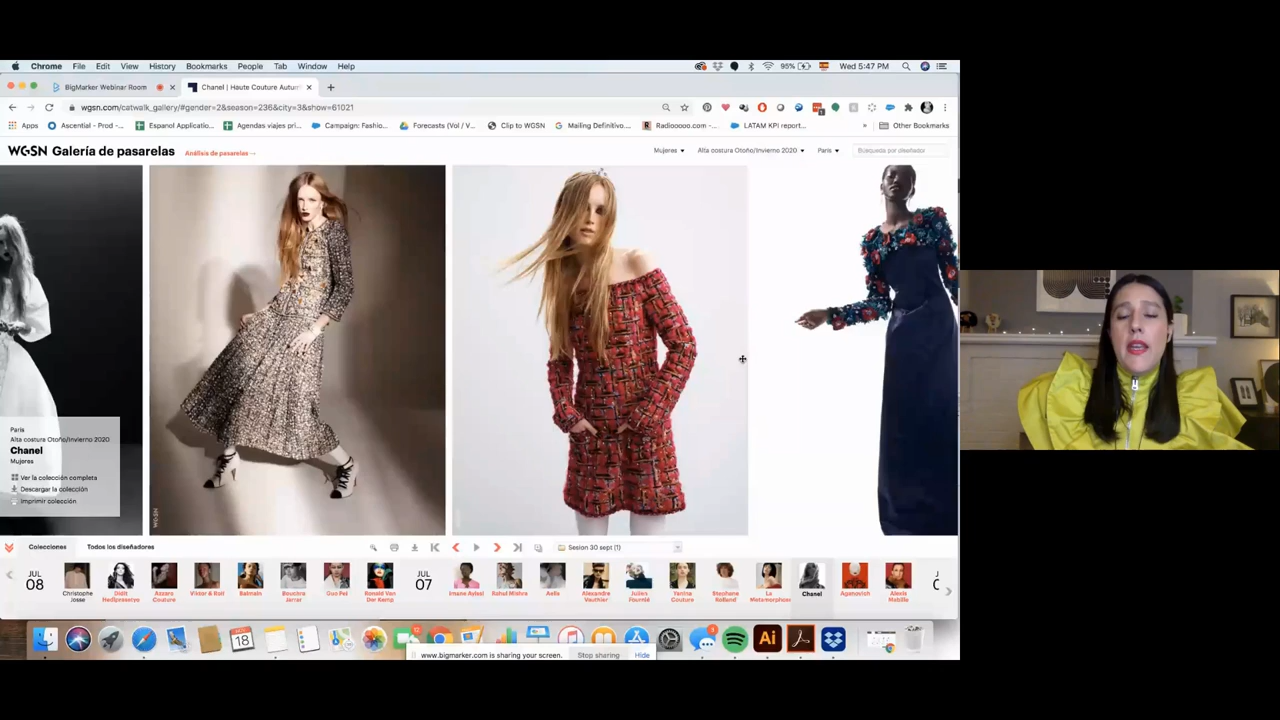 Chrome File Edit View History Bookmarks People Tab Window Help 95% Wed 5:47 PM
BigMarker Webinar Room Chanel | Haute Couture Autum
wgsn.com/catwalk_gallery/#gender=2&season=236&city=3&show=61021
Apps Ascential - Prod -... Espanol Applicatio... Agendas viajes pri... Campaign: Fashio... Forecasts (Vol / V... Clip to WGSN Mailing Definitivo.... Radiooooo.com -... LATAM KPI report... » Other Bookmarks
WGSN Galería de pasarelas Análisis de pasarelas Mujeres Alta costura Otoño/Invierno 2020 París Búsqueda por diseñador
París
Alta costura Otoño/Invierno 2020
Chanel
Mujeres
Ver la colección completa
Descargar la colección
Imprimir colección
WGSN
Colecciones Todos los diseñadores Sesion 30 sept (1)
JUL 08 Christophe Josse Didit Hediprasetyo Azzaro Couture Viktor & Rolf Balmain Bouchra Jarrar Guo Pei Ronald Van Der Kemp JUL 07 Imane Ayissi Rahul Mishra Aelis Alexandre Vauthier Julien Fournié Yanina Couture Stephane Rolland La Metamorphose Chanel Aganovich Alexis Mabille
OCT 18
www.bigmarker.com is sharing your screen. Stop sharing Hide